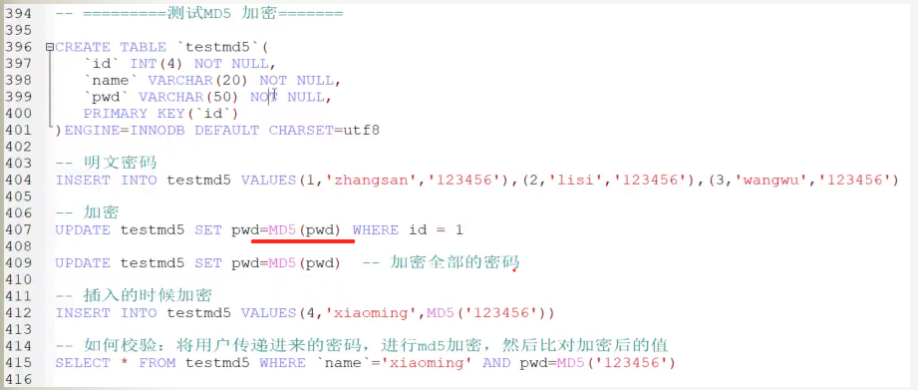 394 -- =========测试MD5 加密=======
395
396 CREATE TABLE `testmd5`(
397 `id` INT(4) NOT NULL,
398 `name` VARCHAR(20) NOT NULL,
399 `pwd` VARCHAR(50) NOT NULL,
400 PRIMARY KEY(`id`)
401 )ENGINE=INNODB DEFAULT CHARSET=utf8
402
403 -- 明文密码
404 INSERT INTO testmd5 VALUES(1,'zhangsan','123456'),(2,'lisi','123456'),(3,'wangwu','123456')
405
406 -- 加密
407 UPDATE testmd5 SET pwd=MD5(pwd) WHERE id = 1
408
409 UPDATE testmd5 SET pwd=MD5(pwd) -- 加密全部的密码
410
411 -- 插入的时候加密
412 INSERT INTO testmd5 VALUES(4,'xiaoming',MD5('123456'))
413
414 -- 如何校验：将用户传递进来的密码，进行md5加密，然后比对加密后的值
415 SELECT * FROM testmd5 WHERE `name`='xiaoming' AND pwd=MD5('123456')
416